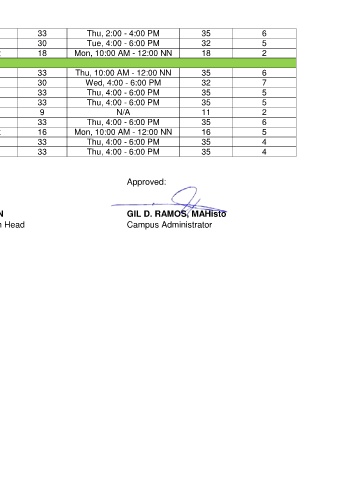 33 Thu, 2:00 - 4:00 PM 35 6
30 Tue, 4:00 - 6:00 PM 32 5
18 Mon, 10:00 AM - 12:00 NN 18 2
33 Thu, 10:00 AM - 12:00 NN 35 6
30 Wed, 4:00 - 6:00 PM 32 7
33 Thu, 4:00 - 6:00 PM 35 5
33 Thu, 4:00 - 6:00 PM 35 5
9 N/A 11 2
33 Thu, 4:00 - 6:00 PM 35 6
16 Mon, 10:00 AM - 12:00 NN 16 5
33 Thu, 4:00 - 6:00 PM 35 4
33 Thu, 4:00 - 6:00 PM 35 4
Approved:
N GIL D. RAMOS, MAHisto
Head Campus Administrator